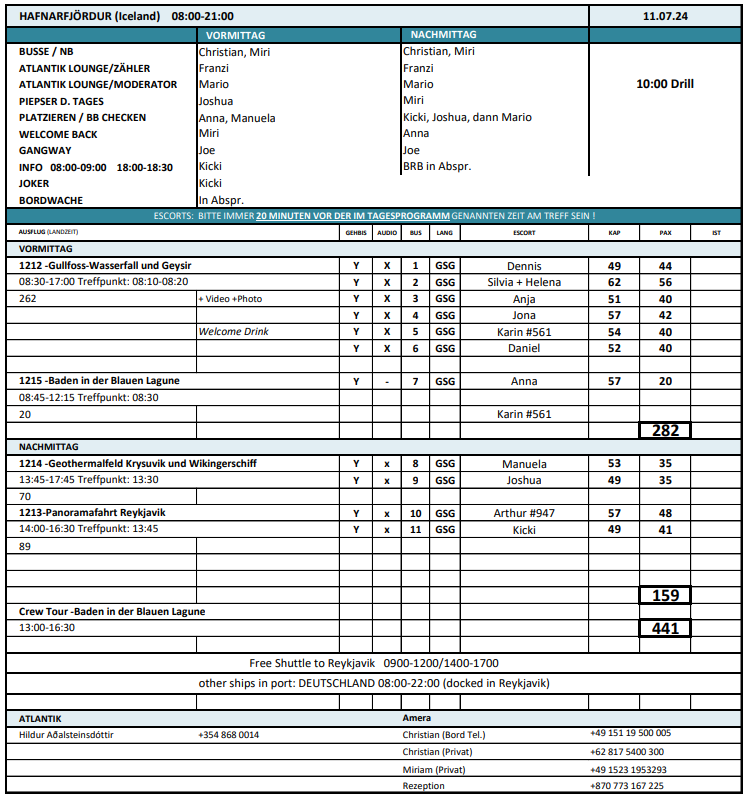 HAFNARFJÖRDUR (Iceland) 08:00-21:00 11.07.24
VORMITTAG NACHMITTAG
BUSSE / NB Christian, Miri Christian, Miri
ATLANTIK LOUNGE/ZÄHLER Franzi Franzi
ATLANTIK LOUNGE/MODERATOR Mario Mario 10:00 Drill
PIEPSER D. TAGES Joshua Miri
PLATZIEREN / BB CHECKEN Anna, Manuela Kicki, Joshua, dann Mario
WELCOME BACK Miri Anna
GANGWAY Joe Joe
INFO 08:00-09:00 18:00-18:30 Kicki BRB in Abspr.
JOKER Kicki
BORDWACHE In Abspr.
ESCORTS: BITTE IMMER 20 MINUTEN VOR DER IM TAGESPROGRAMM GENANNTEN ZEIT AM TREFF SEIN !
AUSFLUG (LANDZEIT) GEHBIS AUDIO BUS LANG ESCORT KAP PAX IST
VORMITTAG
1212 -Gullfoss-Wasserfall und Geysir Y X 1 GSG Dennis 49 44
08:30-17:00 Treffpunkt: 08:10-08:20 Y X 2 GSG Silvia + Helena 62 56
262 + Video +Photo Y X 3 GSG Anja 51 40
Y X 4 GSG Jona 57 42
Welcome Drink Y X 5 GSG Karin #561 54 40
Y X 6 GSG Daniel 52 40
1215 -Baden in der Blauen Lagune Y - 7 GSG Anna 57 20
08:45-12:15 Treffpunkt: 08:30
20 Karin #561
282
NACHMITTAG
1214 -Geothermalfeld Krysuvik und Wikingerschiff Y x 8 GSG Manuela 53 35
13:45-17:45 Treffpunkt: 13:30 Y x 9 GSG Joshua 49 35
70
1213-Panoramafahrt Reykjavik Y x 10 GSG Arthur #947 57 48
14:00-16:30 Treffpunkt: 13:45 Y x 11 GSG Kicki 49 41
89
159
Crew Tour -Baden in der Blauen Lagune
13:00-16:30 441
Free Shuttle to Reykjavik 0900-1200/1400-1700
other ships in port: DEUTSCHLAND 08:00-22:00 (docked in Reykjavik)
ATLANTIK Amera
Hildur Aðalsteinsdóttir +354 868 0014 Christian (Bord Tel.) +49 151 19 500 005
Christian (Privat) +62 817 5400 300
Miriam (Privat) +49 1523 1953293
Rezeption +870 773 167 225